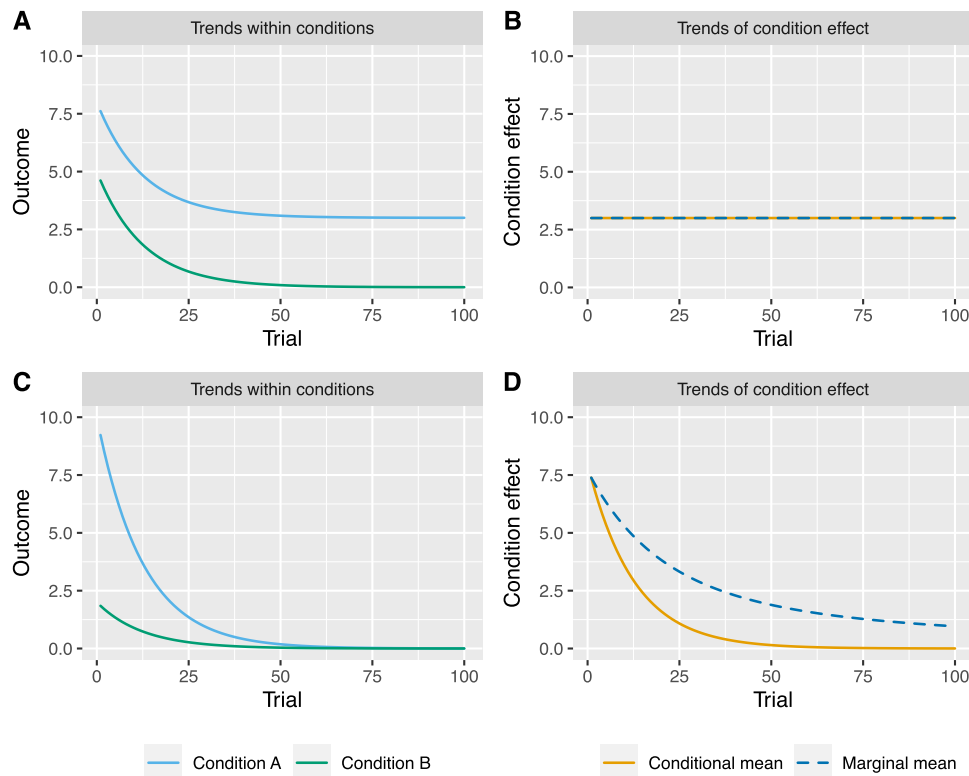 A
Trends within conditions
Outcome
10.0
7.5
5.0
2.5
0.0
0 25 50 75 100
Trial
B
Trends of condition effect
Condition effect
10.0
7.5
5.0
2.5
0.0
0 25 50 75 100
Trial
C
Trends within conditions
Outcome
10.0
7.5
5.0
2.5
0.0
0 25 50 75 100
Trial
D
Trends of condition effect
Condition effect
10.0
7.5
5.0
2.5
0.0
0 25 50 75 100
Trial
Condition A Condition B
Conditional mean Marginal mean